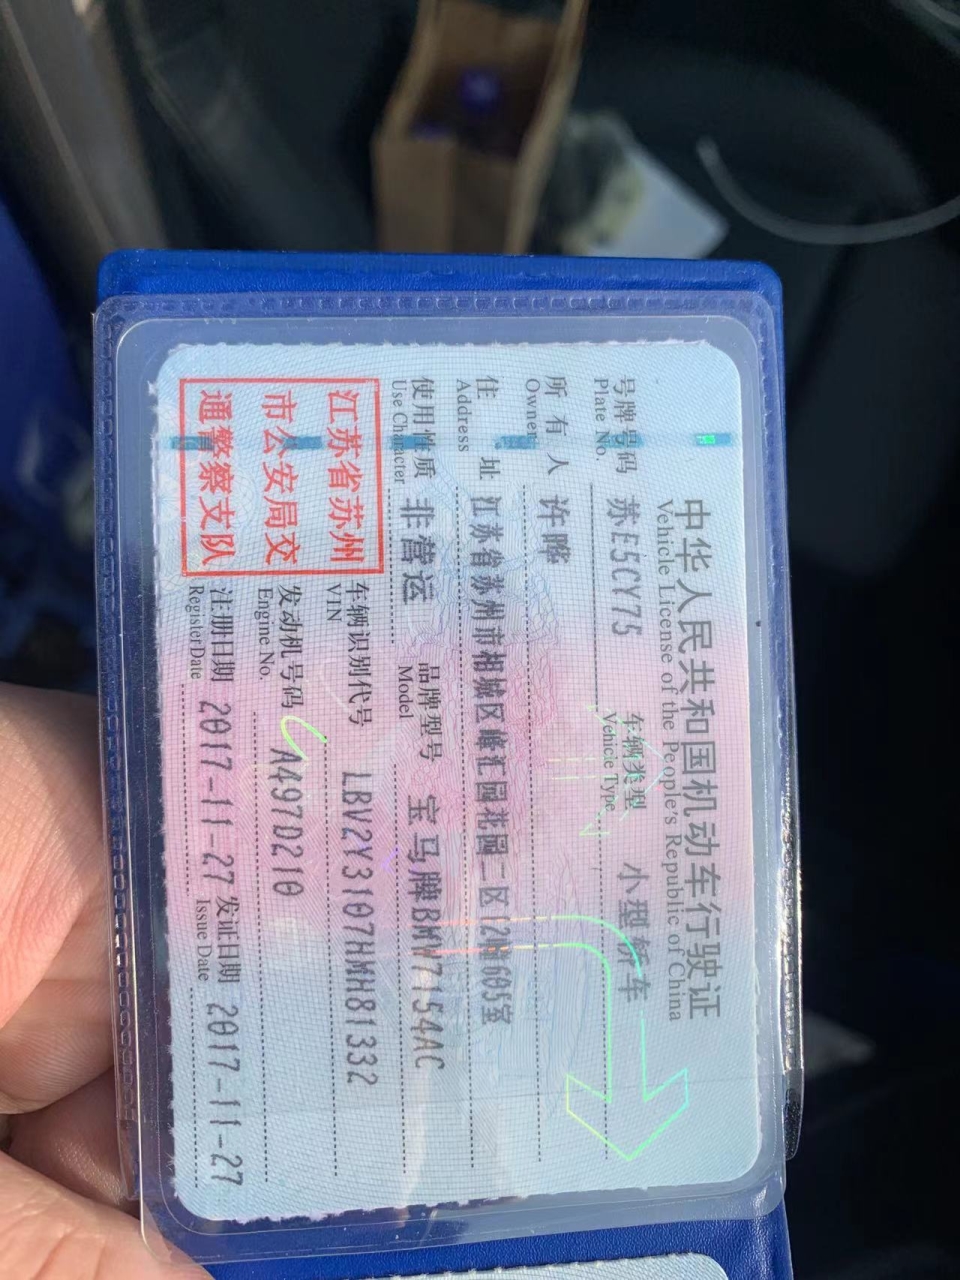 中华人民共和国机动车行驶证
Vehicle License of the People's Republic of China
号牌号码 苏E5CY75 车辆类型 小型轿车
Plate No. Vehicle Type
所有人 许晔
Owner
住址 江苏省苏州市相城区峰汇园花园二区12幢605室
Address
使用性质 非营运 品牌型号 宝马牌BMW7154AC
Use Character Model
江苏省苏州
市公安局交
通警察支队
车辆识别代号 LBV2Y3107HMH81332
VIN
发动机号码 A497D210
Engine No.
注册日期 2017-11-27 发证日期 2017-11-27
Register Date Issue Date